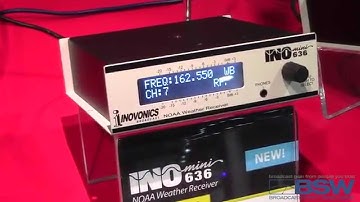 INO mini
636
FREQ:162.550 WB
CH:7
PHONES
INOVONICS
NOAA Weather Receiver
INO mini
636
NOAA Weather Receiver
NEW!
BSW
BROADCAST